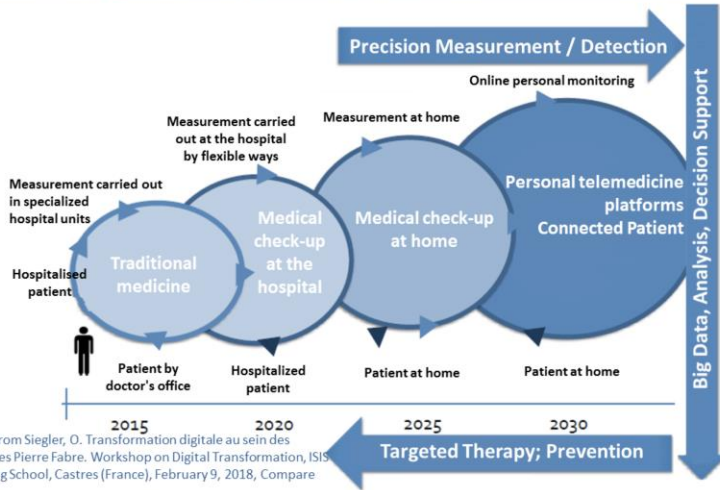 Precision Measurement / Detection
Online personal monitoring
Measurement carried
out at the hospital
by flexible ways
Measurement at home
Measurement carried out
in specialized
hospital units
Hospitalised
patient
Traditional
medicine
Medical
check-up
at the
hospital
Medical check-up
at home
Personal telemedicine
platforms
Connected Patient
Big Data, Analysis, Decision Support
Patient by
doctor's office
Hospitalized
patient
Patient at home
Patient at home
2015
2020
2025
2030
Targeted Therapy; Prevention
Siegler, O. Transformation digitale au sein des
Pierre Fabre. Workshop on Digital Transformation, ISIS
School, Castres (France), February 9, 2018, Compare